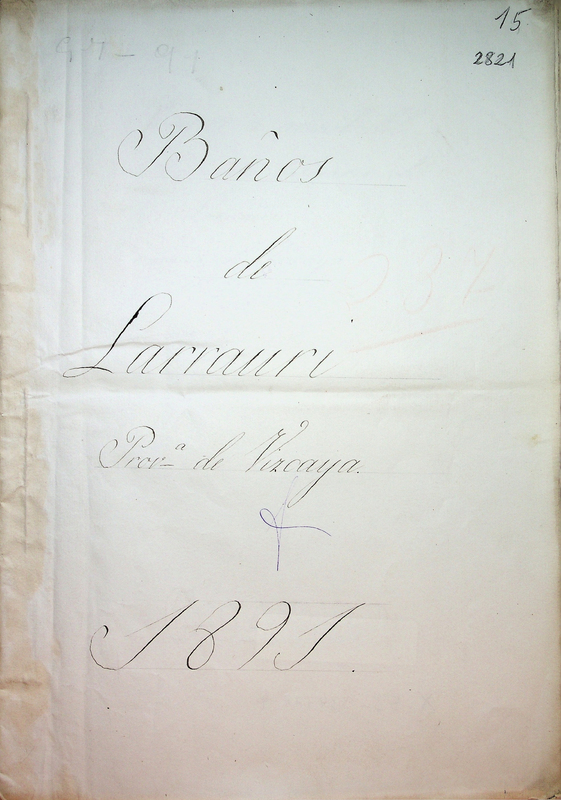 15
2821
Baños
de
Larrauri
Prov.ª de Vizcaya.
1891.